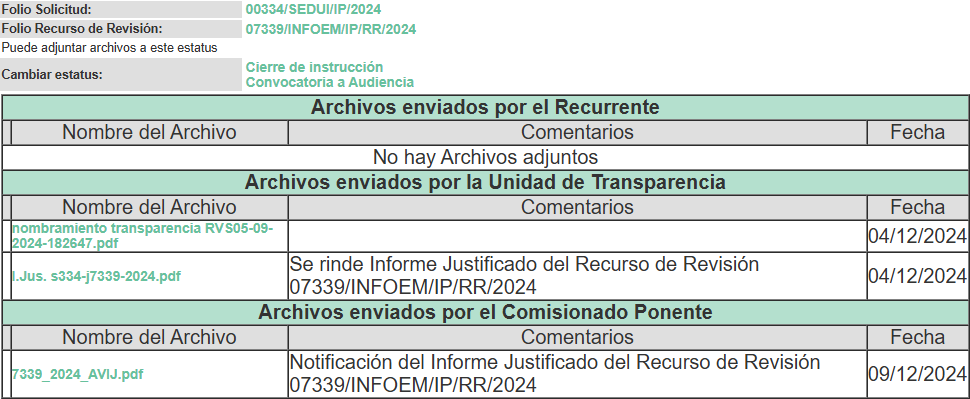 Folio Solicitud: 00334/SEDUI/IP/2024
Folio Recurso de Revisión: 07339/INFOEM/IP/RR/2024
Puede adjuntar archivos a este estatus
Cambiar estatus: Cierre de instrucción
Convocatoria a Audiencia
Archivos enviados por el Recurrente
Nombre del Archivo Comentarios Fecha
No hay Archivos adjuntos
Archivos enviados por la Unidad de Transparencia
Nombre del Archivo Comentarios Fecha
nombramiento transparencia RVS05-09-
2024-182647.pdf 04/12/2024
I.Jus. s334-j7339-2024.pdf Se rinde Informe Justificado del Recurso de Revisión
07339/INFOEM/IP/RR/2024 04/12/2024
Archivos enviados por el Comisionado Ponente
Nombre del Archivo Comentarios Fecha
7339_2024_AVIJ.pdf Notificación del Informe Justificado del Recurso de Revisión
07339/INFOEM/IP/RR/2024 09/12/2024